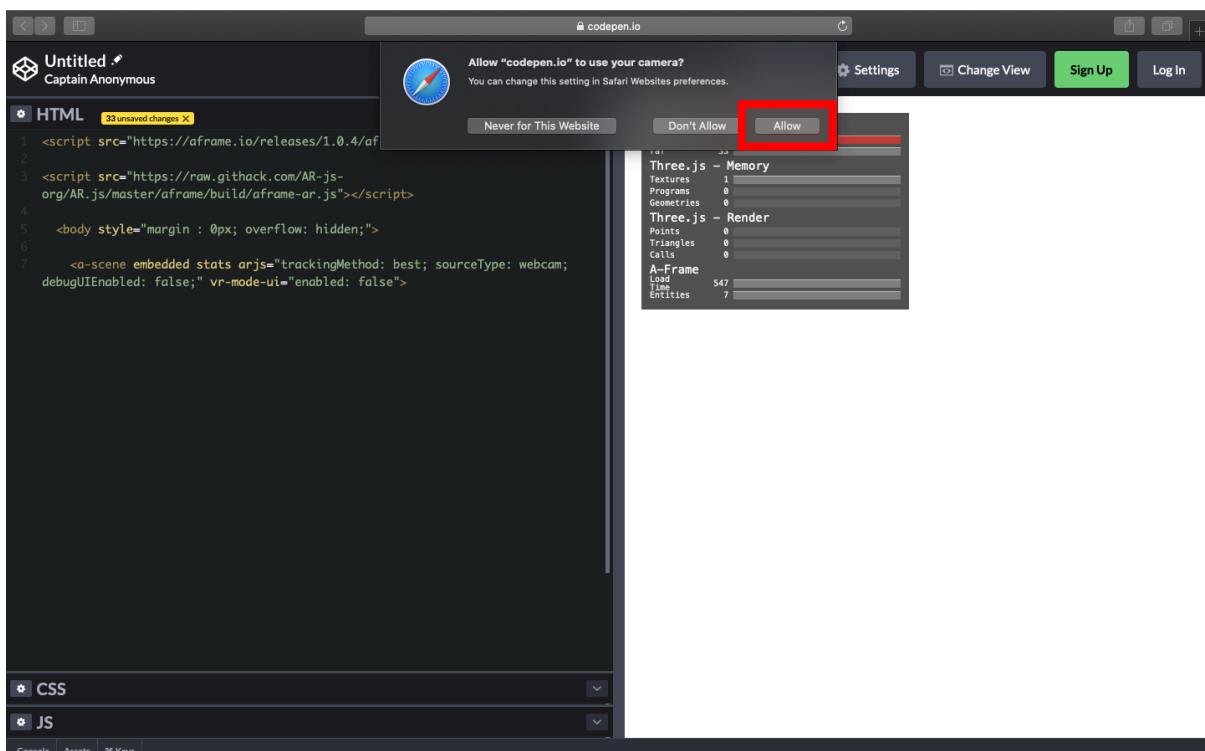 codepen.io
Untitled
Captain Anonymous
Allow “codepen.io” to use your camera?
You can change this setting in Safari Websites preferences.
Never for This Website
Don't Allow
Allow
Settings
Change View
Sign Up
Log In
HTML
33 unsaved changes X
1 <script src="https://aframe.io/releases/1.0.4/af
2
3 <script src="https://raw.githack.com/AR-js-
org/AR.js/master/aframe/build/aframe-ar.js"></script>
4
5 <body style="margin : 0px; overflow: hidden;">
6
7 <a-scene embedded stats arjs="trackingMethod: best; sourceType: webcam;
debugUIEnabled: false;" vr-mode-ui="enabled: false">
Three.js - Memory
Textures 1
Programs 0
Geometries 0
Three.js - Render
Points 0
Triangles 0
Calls 0
A-Frame
Load
Time 547
Entities 7
CSS
JS
Console Assets ⌘ Keys